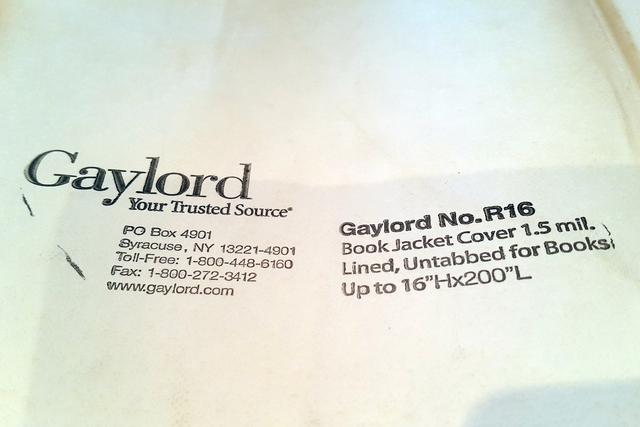 Gaylord
Your Trusted Source®
PO Box 4901
Syracuse, NY 13221-4901
Toll-Free: 1-800-448-6160
Fax: 1-800-272-3412
www.gaylord.com
Gaylord No. R16
Book Jacket Cover 1.5 mil.
Lined, Untabbed for Books
Up to 16"Hx200"L